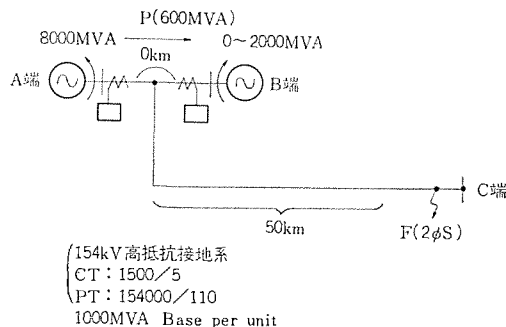 P(600MVA)
8000MVA
0～2000MVA
0km
A端
B端
C端
50km
F(2φS)
154kV高抵抗接地系
CT：1500／5
PT：154000／110
1000MVA Base per unit